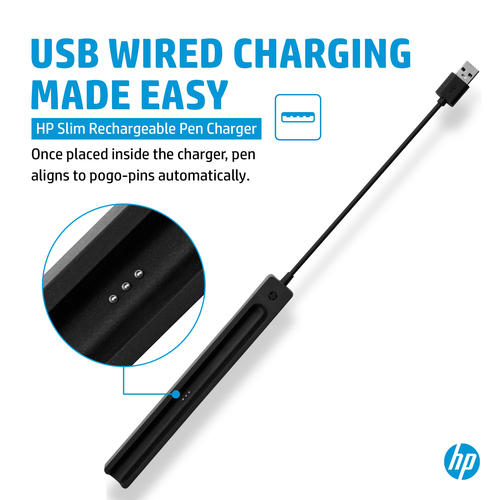 USB WIRED CHARGING
MADE EASY
HP Slim Rechargeable Pen Charger
Once placed inside the charger, pen
aligns to pogo-pins automatically.
hp